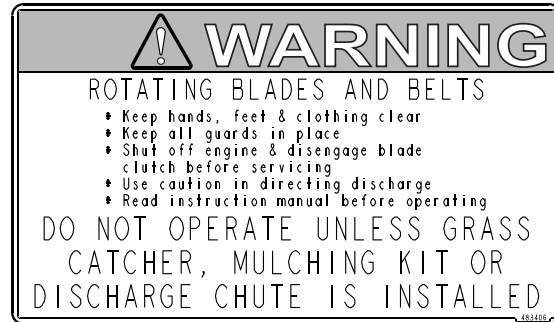 WARNING
ROTATING BLADES AND BELTS
• Keep hands, feet & clothing clear
• Keep all guards in place
• Shut off engine & disengage blade
clutch before servicing
• Use caution in directing discharge
• Read instruction manual before operating
DO NOT OPERATE UNLESS GRASS
CATCHER, MULCHING KIT OR
DISCHARGE CHUTE IS INSTALLED
483406